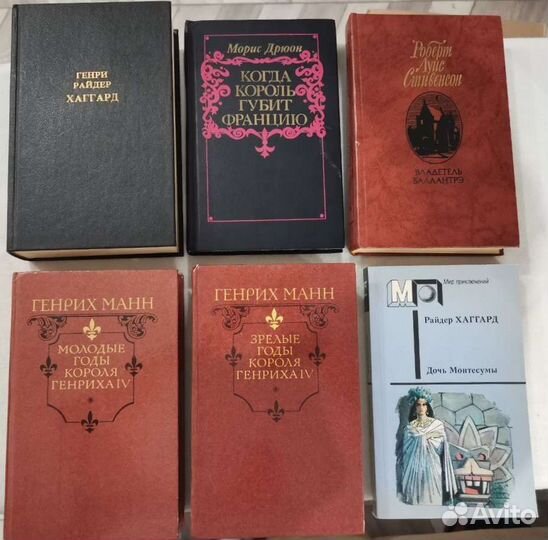 ГЕНРИ
РАЙДЕР
ХАГГАРД
Морис Дрюон
КОГДА
КОРОЛЬ
ГУБИТ
ФРАНЦИЮ
Роберт
Луис
Стивенсон
ВЛАДЕТЕЛЬ
БАЛЛАНТРЭ
ГЕНРИХ МАНН
МОЛОДЫЕ
ГОДЫ
КОРОЛЯ
ГЕНРИХА IV
ГЕНРИХ МАНН
ЗРЕЛЫЕ
ГОДЫ
КОРОЛЯ
ГЕНРИХА IV
МП
Мир приключений
Райдер ХАГГАРД
Дочь Монтесумы
Avito